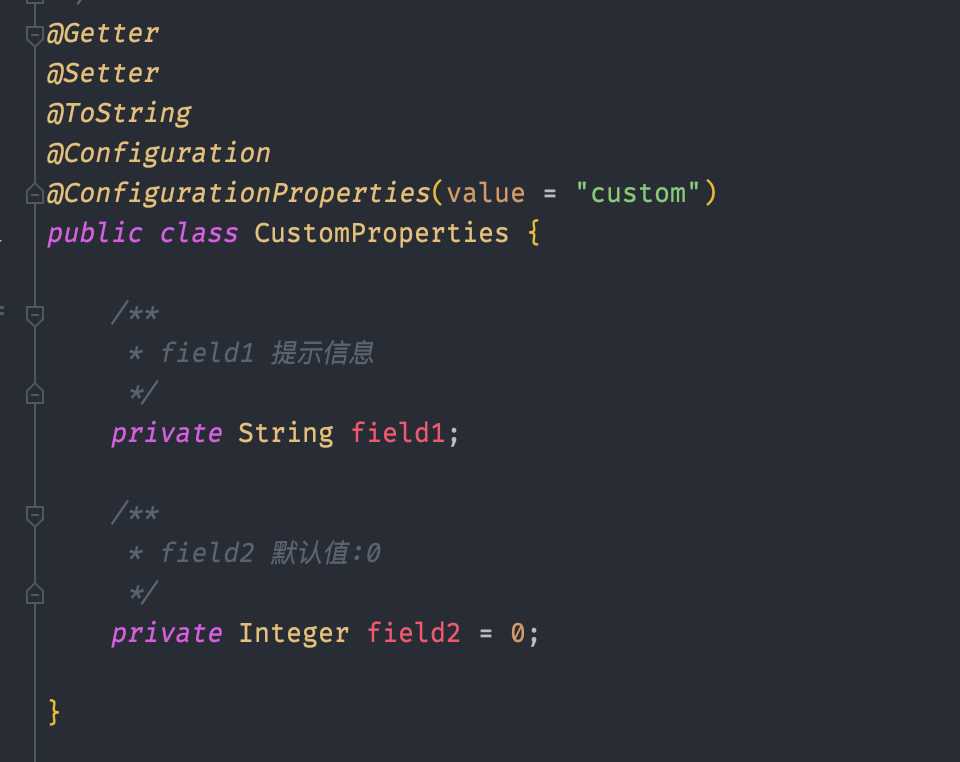 @Getter
@Setter
@ToString
@Configuration
@ConfigurationProperties(value = "custom")
public class CustomProperties {
/**
* field1 提示信息
*/
private String field1;
/**
* field2 默认值:0
*/
private Integer field2 = 0;
}